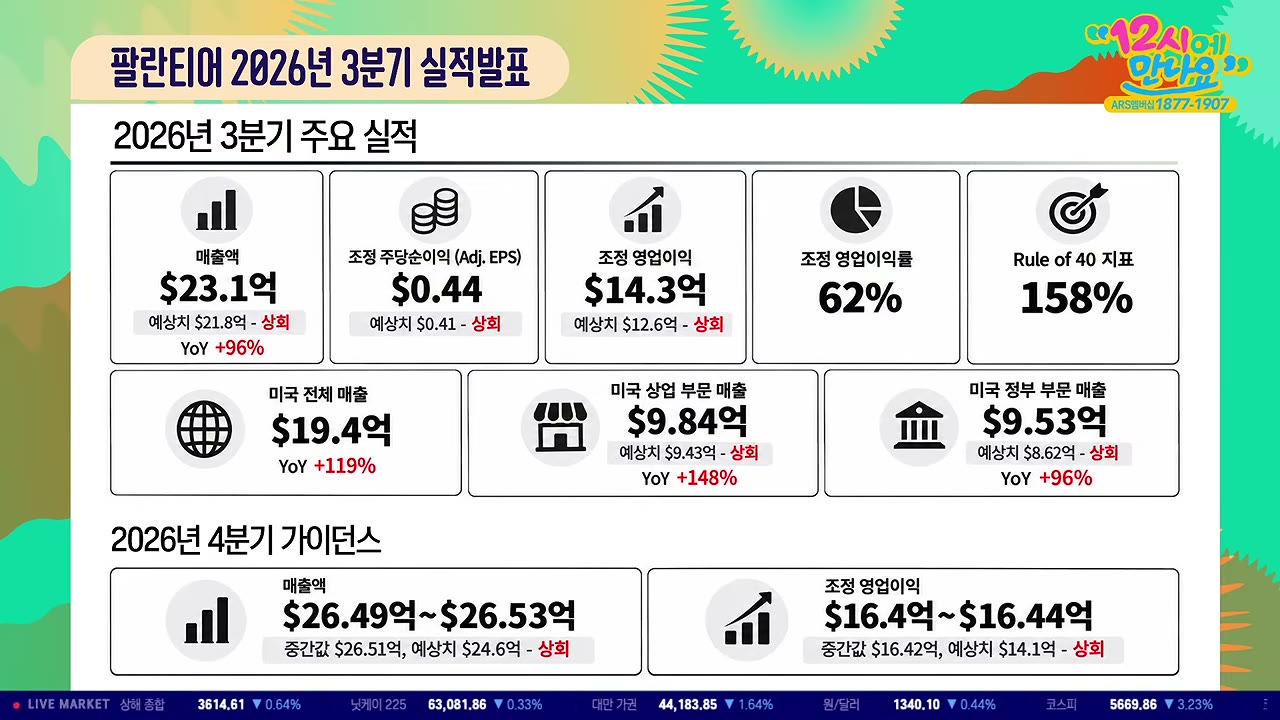 팔란티어 2026년 3분기 실적발표
"12시에 만나요"
ARS멤버십 1877-1907
2026년 3분기 주요 실적
매출액
$23.1억
예상치 $21.8억 - 상회
YoY +96%
조정 주당순이익 (Adj. EPS)
$0.44
예상치 $0.41 - 상회
조정 영업이익
$14.3억
예상치 $12.6억 - 상회
조정 영업이익률
62%
Rule of 40 지표
158%
미국 전체 매출
$19.4억
YoY +119%
미국 상업 부문 매출
$9.84억
예상치 $9.43억 - 상회
YoY +148%
미국 정부 부문 매출
$9.53억
예상치 $8.62억 - 상회
YoY +96%
2026년 4분기 가이던스
매출액
$26.49억~$26.53억
중간값 $26.51억, 예상치 $24.6억 - 상회
조정 영업이익
$16.4억~$16.44억
중간값 $16.42억, 예상치 $14.1억 - 상회
LIVE MARKET 상해 종합 3614.61 ▼0.64% 닛케이 225 63,081.86 ▼0.33% 대만 가권 44,183.85 ▼1.64% 원/달러 1340.10 ▼0.44% 코스피 5669.86 ▼3.23%